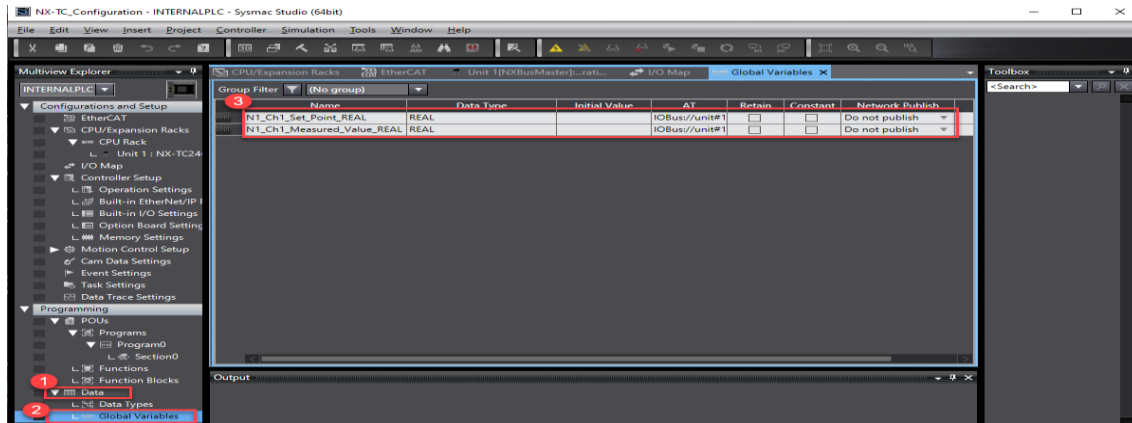 NX-TC_Configuration - INTERNALPLC - Sysmac Studio (64bit)
File Edit View Insert Project Controller Simulation Tools Window Help
Multiview Explorer
INTERNALPLC
Configurations and Setup
EtherCAT
CPU/Expansion Racks
CPU Rack
Unit 1 : NX-TC24
I/O Map
Controller Setup
Operation Settings
Built-in EtherNet/IP
Built-in I/O Settings
Option Board Setting
Memory Settings
Motion Control Setup
Cam Data Settings
Event Settings
Task Settings
Data Trace Settings
Programming
POUs
Programs
Program0
Section0
Functions
1
Function Blocks
Data
Data Types
2
Global Variables
CPU/Expansion Racks EtherCAT Unit 1[NXBusMaster]:...rati... I/O Map Global Variables
Group Filter (No group)
3
Name Data Type Initial Value AT Retain Constant Network Publish
N1_Ch1_Set_Point_REAL REAL IOBus://unit#1 Do not publish
N1_Ch1_Measured_Value_REAL REAL IOBus://unit#1 Do not publish
Output
Toolbox
<Search>